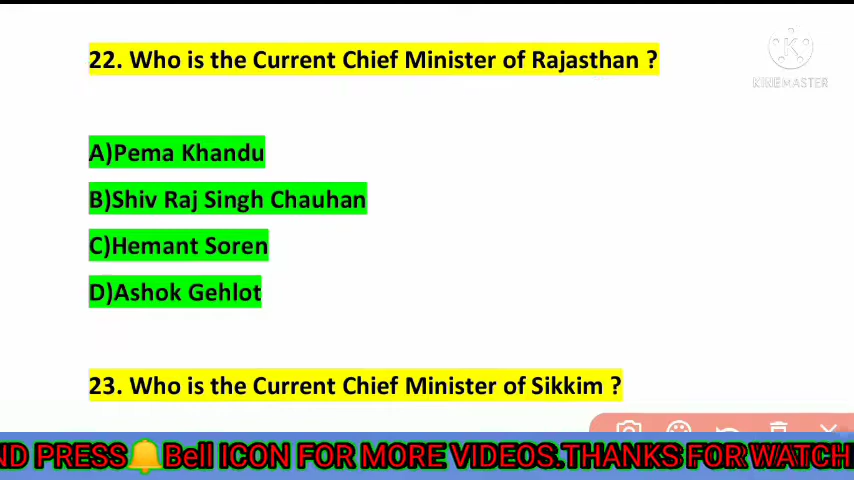 22. Who is the Current Chief Minister of Rajasthan ?
KINEMASTER
A)Pema Khandu
B)Shiv Raj Singh Chauhan
C)Hemant Soren
D)Ashok Gehlot
23. Who is the Current Chief Minister of Sikkim ?
ND PRESS🔔Bell ICON FOR MORE VIDEOS.THANKS FOR WATCH